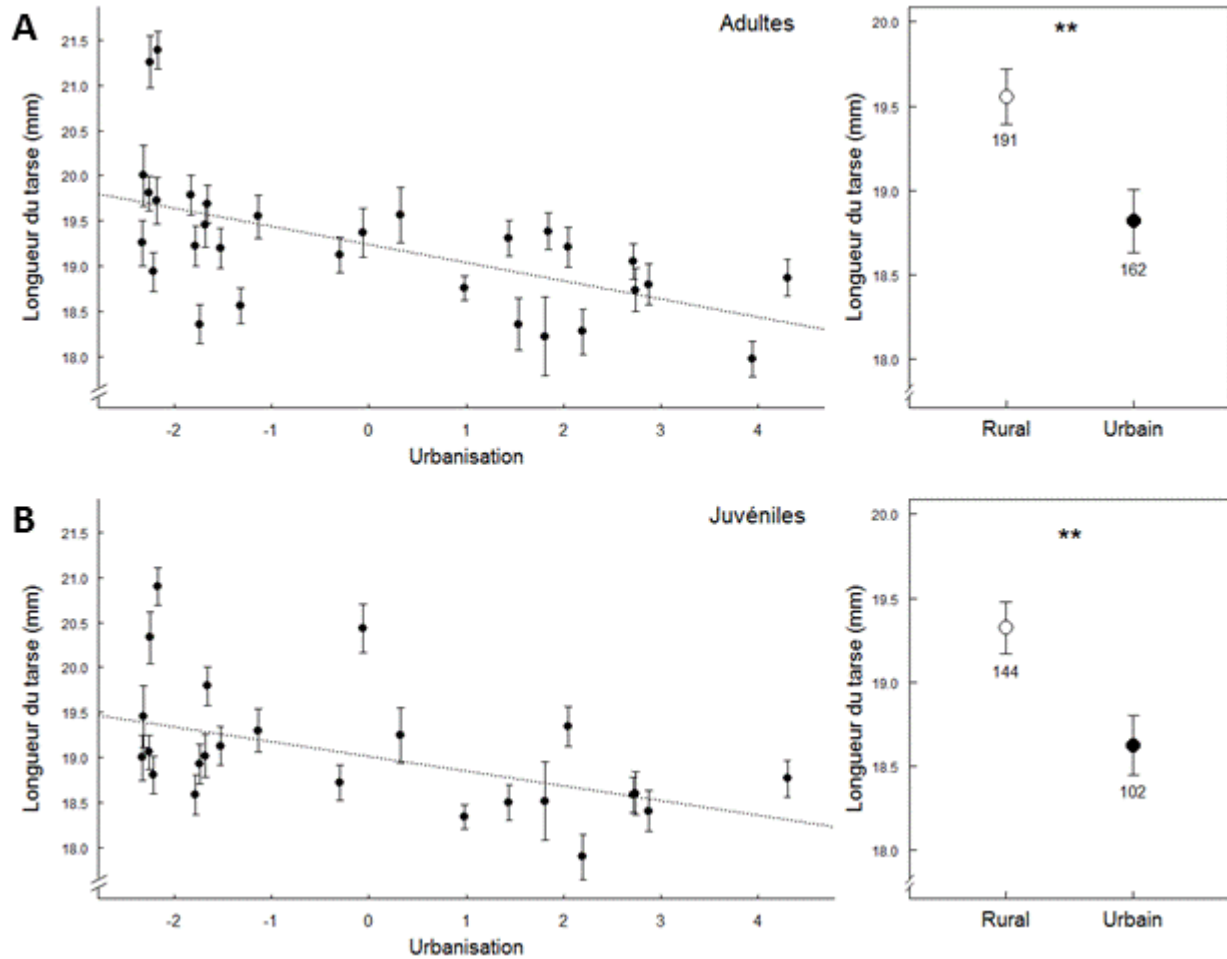 A
Adultes
Longueur du tarse (mm)
21.5
21.0
20.5
20.0
19.5
19.0
18.5
18.0
-2 -1 0 1 2 3 4
Urbanisation
**
Longueur du tarse (mm)
20.0
19.5
19.0
18.5
18.0
191
162
Rural Urbain
B
Juvéniles
Longueur du tarse (mm)
21.5
21.0
20.5
20.0
19.5
19.0
18.5
18.0
-2 -1 0 1 2 3 4
Urbanisation
**
Longueur du tarse (mm)
20.0
19.5
19.0
18.5
18.0
144
102
Rural Urbain